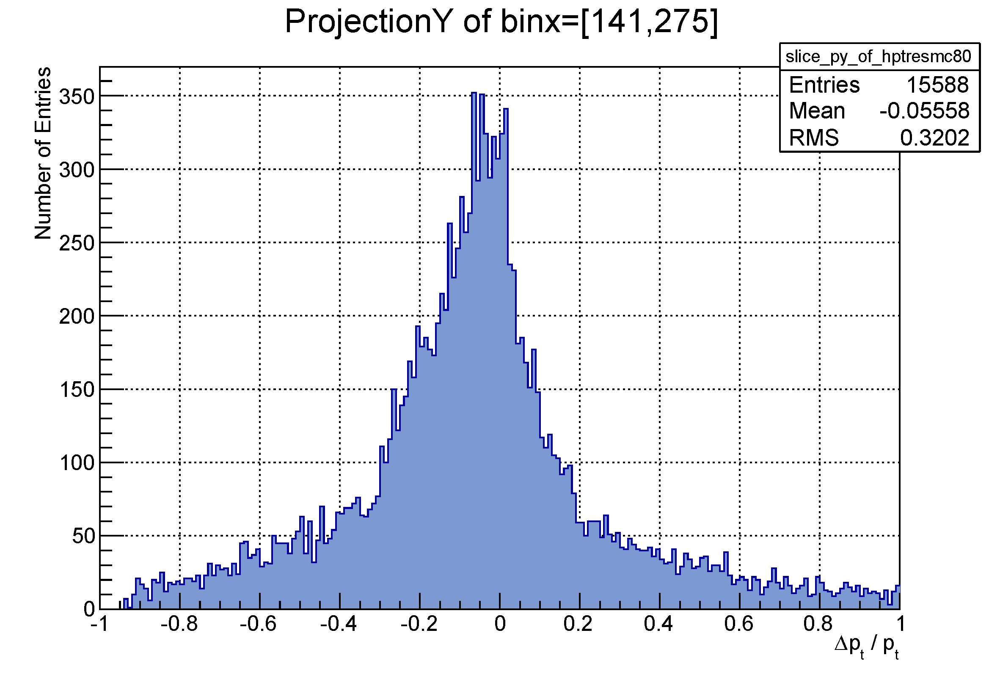 ProjectionY of binx=[141,275]
slice_py_of_hptresmc80
Entries 15588
Mean -0.05558
RMS 0.3202
Number of Entries
350
300
250
200
150
100
50
0
-1 -0.8 -0.6 -0.4 -0.2 0 0.2 0.4 0.6 0.8 1
Δpt / pt